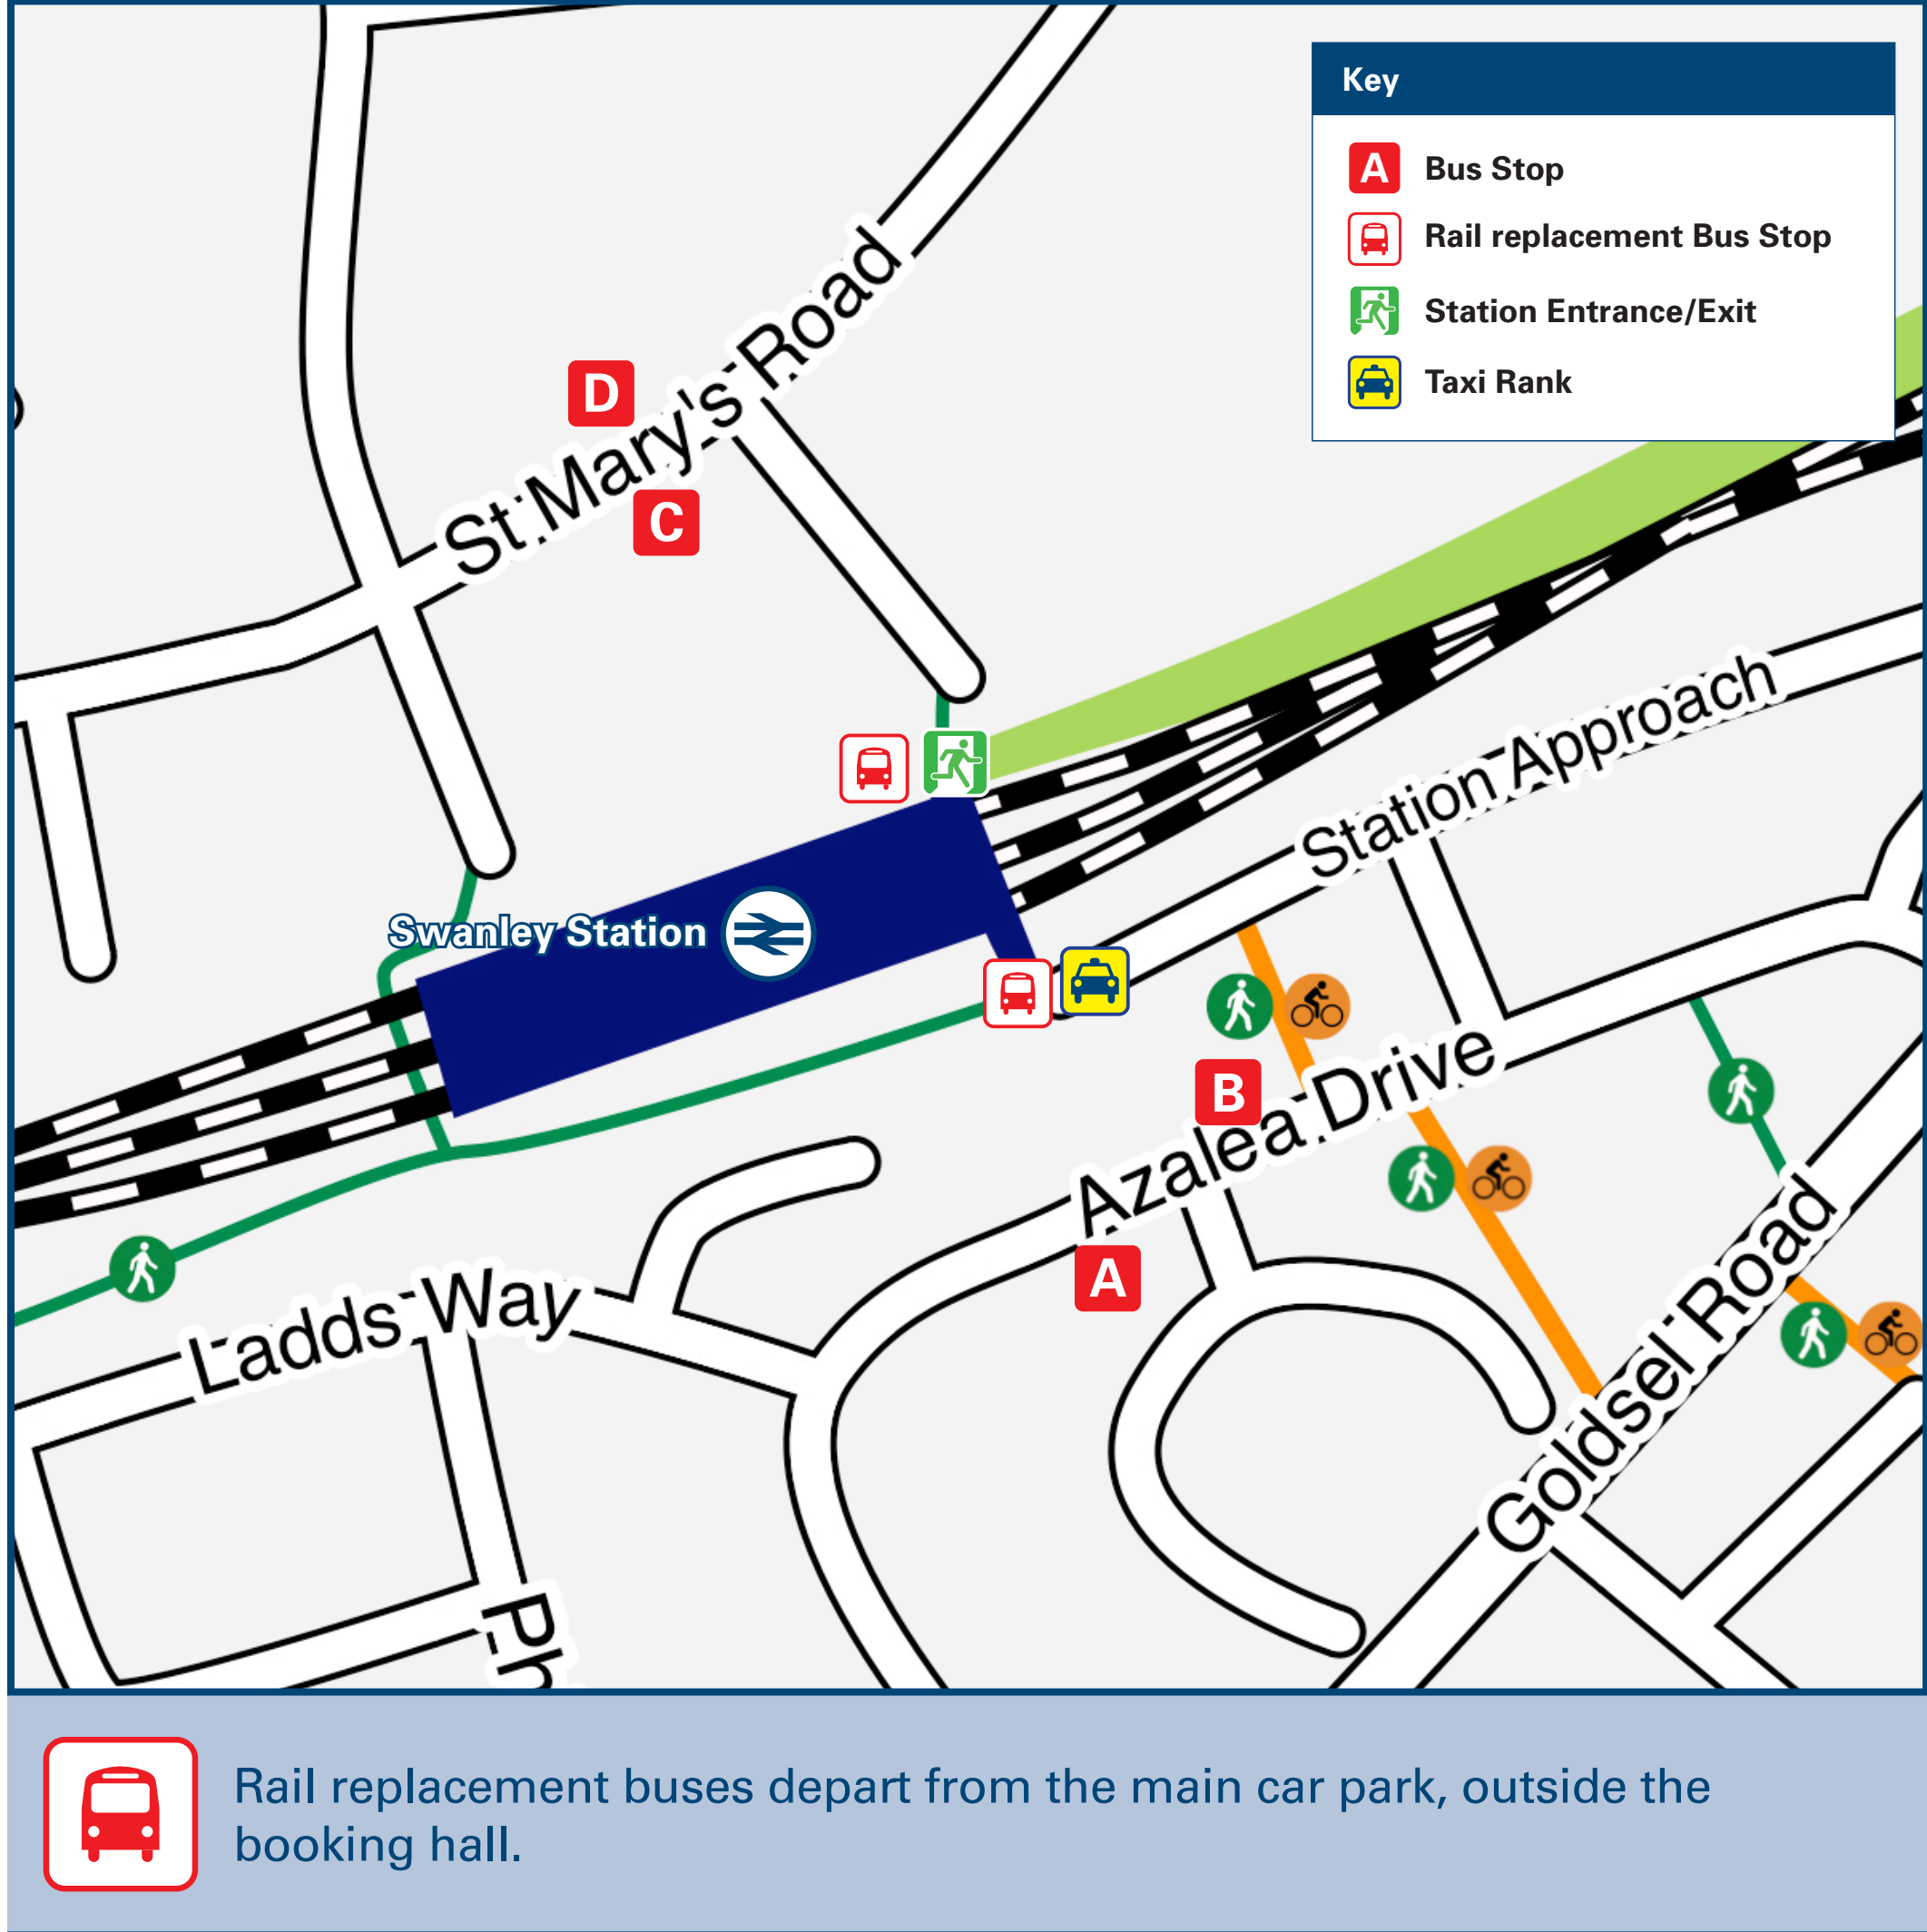 Key
A Bus Stop
Rail replacement Bus Stop
Station Entrance/Exit
Taxi Rank
St Mary's Road
D
C
Station Approach
Swanley Station
B
Azalea Drive
A
Ladds Way
Goldsel Road
Ph
Rail replacement buses depart from the main car park, outside the
booking hall.